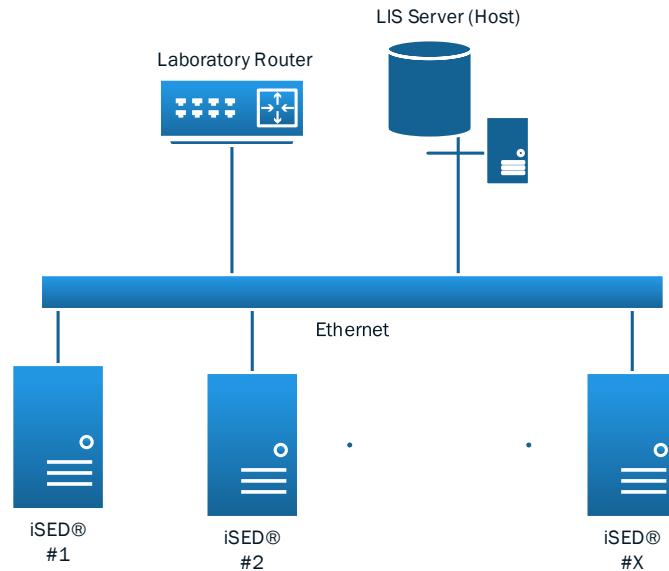 LIS Server (Host)
Laboratory Router
Ethernet
iSED®
#1
iSED®
#2
iSED®
#X